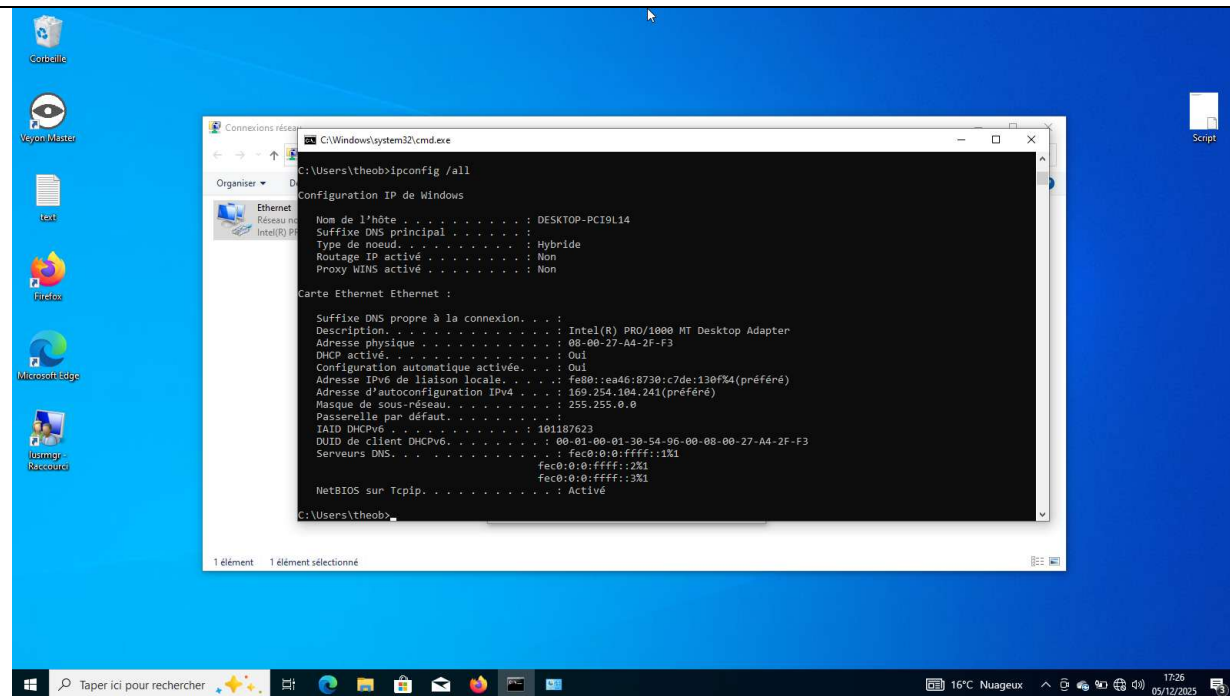 Corbeille
Veyon Master
text
Firefox
Microsoft Edge
lusrmgr -
Raccourci
Script
Connexions réseau
Organiser
Ethernet
Réseau
Intel(R)
C:\Windows\system32\cmd.exe
C:\Users\theob>ipconfig /all
Configuration IP de Windows
Nom de l'hôte . . . . . . . . . . : DESKTOP-PCI9L14
Suffixe DNS principal . . . . . . :
Type de noeud. . . . . . . . . . : Hybride
Routage IP activé . . . . . . . . : Non
Proxy WINS activé . . . . . . . . : Non
Carte Ethernet Ethernet :
Suffixe DNS propre à la connexion. . . :
Description. . . . . . . . . . . . . . : Intel(R) PRO/1000 MT Desktop Adapter
Adresse physique . . . . . . . . . . . : 08-00-27-A4-2F-F3
DHCP activé. . . . . . . . . . . . . . : Oui
Configuration automatique activée. . . : Oui
Adresse IPv6 de liaison locale. . . . .: fe80::ea46:8730:c7de:130f%4(préféré)
Adresse d'autoconfiguration IPv4 . . . : 169.254.104.241(préféré)
Masque de sous-réseau. . . . . . . . . : 255.255.0.0
Passerelle par défaut. . . . . . . . . :
IAID DHCPv6 . . . . . . . . . . . : 101187623
DUID de client DHCPv6. . . . . . . . : 00-01-00-01-30-54-96-00-08-00-27-A4-2F-F3
Serveurs DNS. . . . . . . . . . . . . : fec0:0:0:ffff::1%1
fec0:0:0:ffff::2%1
fec0:0:0:ffff::3%1
NetBIOS sur Tcpip. . . . . . . . . . . : Activé
C:\Users\theob>
1 élément 1 élément sélectionné
Taper ici pour rechercher
16°C Nuageux
17:26
05/12/2025